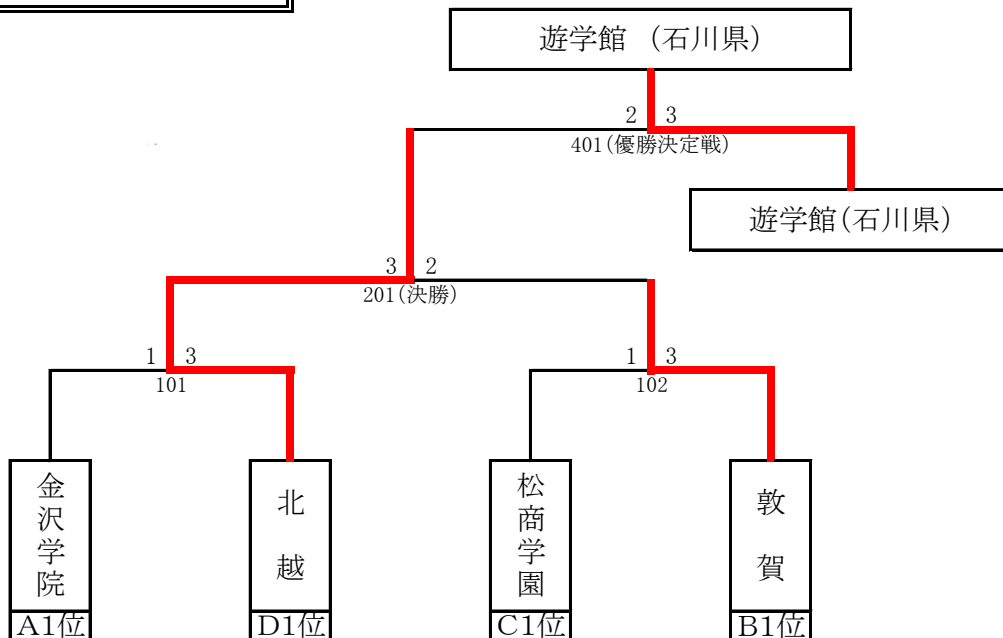 遊学館 (石川県)
2 3
401(優勝決定戦)
遊学館(石川県)
3 2
201(決勝)
1 3
101
1 3
102
金沢学院
北越
松商学園
敦賀
A1位
D1位
C1位
B1位